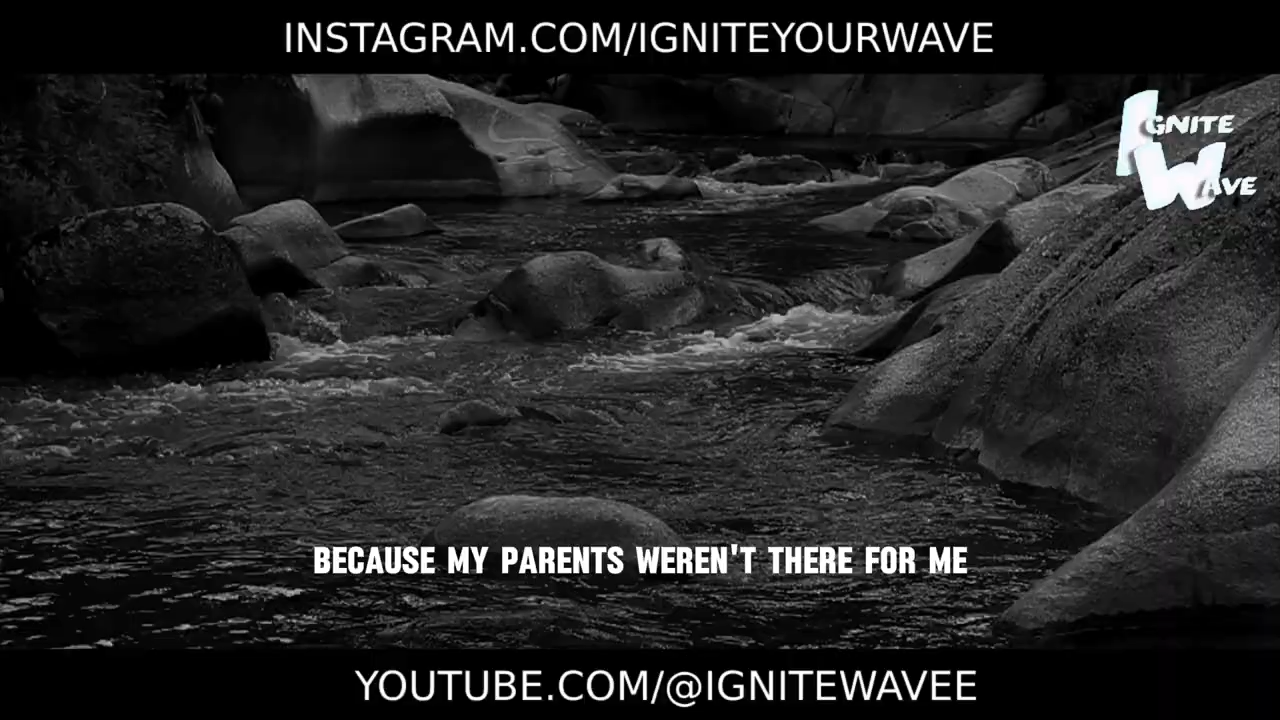 INSTAGRAM.COM/IGNITEYOURWAVE
IGNITE
WAVE
BECAUSE MY PARENTS WEREN'T THERE FOR ME
YOUTUBE.COM/@IGNITEWAVEE